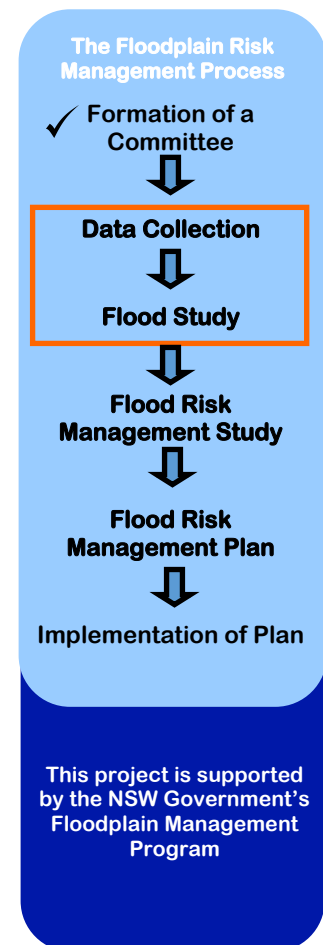 The Floodplain Risk
Management Process
Formation of a
Committee
Data Collection
Flood Study
Flood Risk
Management Study
Flood Risk
Management Plan
Implementation of Plan
This project is supported
by the NSW Government’s
Floodplain Management
Program